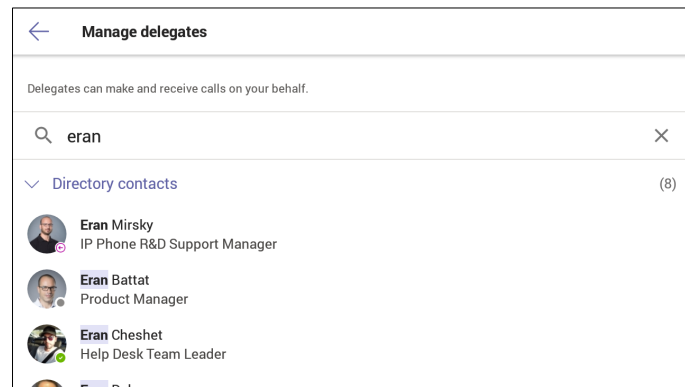 Manage delegates
Delegates can make and receive calls on your behalf.
eran
Directory contacts (8)
Eran Mirsky
IP Phone R&D Support Manager
Eran Battat
Product Manager
Eran Cheshet
Help Desk Team Leader
Eran